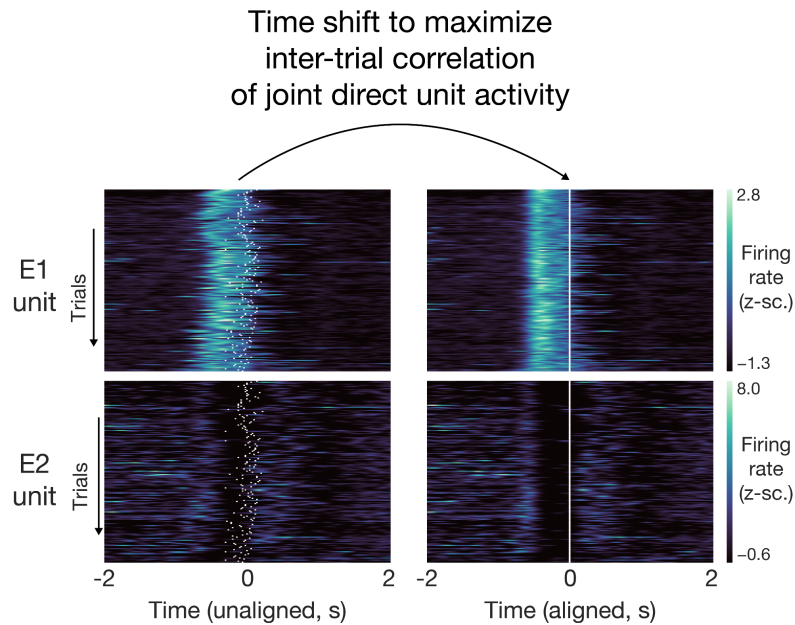 Time shift to maximize
inter-trial correlation
of joint direct unit activity
E1
unit
Trials
2.8
Firing
rate
(z-sc.)
−1.3
E2
unit
Trials
8.0
Firing
rate
(z-sc.)
−0.6
-2 0 2
-2 0 2
Time (unaligned, s)
Time (aligned, s)